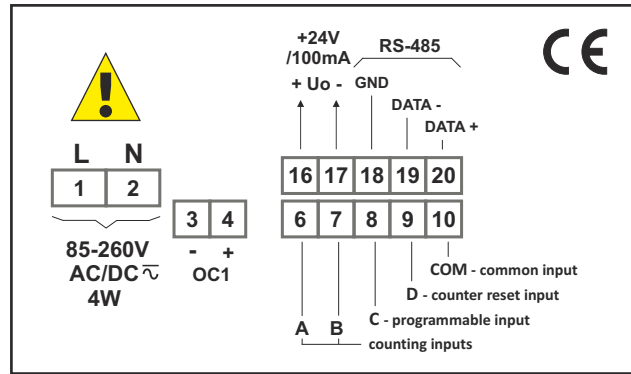 +24V
/100mA
RS-485
CE
+ Uo -
GND
DATA -
DATA +
L N
1 2
16 17 18 19 20
3 4
6 7 8 9 10
85-260V
AC/DC
4W
- +
OC1
COM - common input
D - counter reset input
C - programmable input
A B
counting inputs